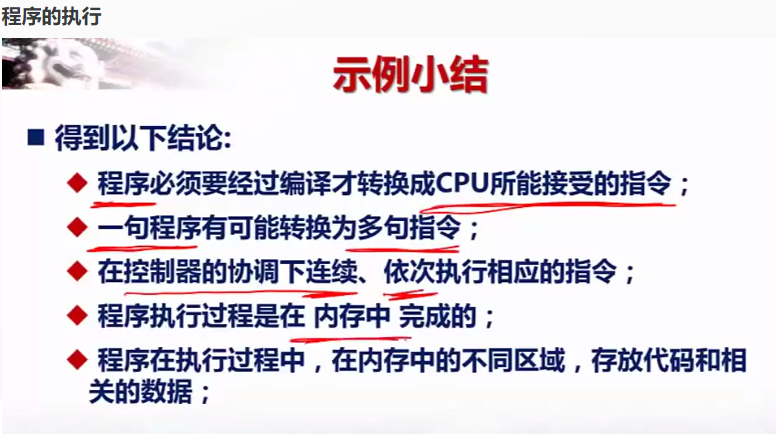 程序的执行
示例小结
■ 得到以下结论:
◆ 程序必须要经过编译才转换成CPU所能接受的指令；
◆ 一句程序有可能转换为多句指令；
◆ 在控制器的协调下连续、依次执行相应的指令；
◆ 程序执行过程是在 内存中 完成的；
◆ 程序在执行过程中，在内存中的不同区域，存放代码和相
关的数据；